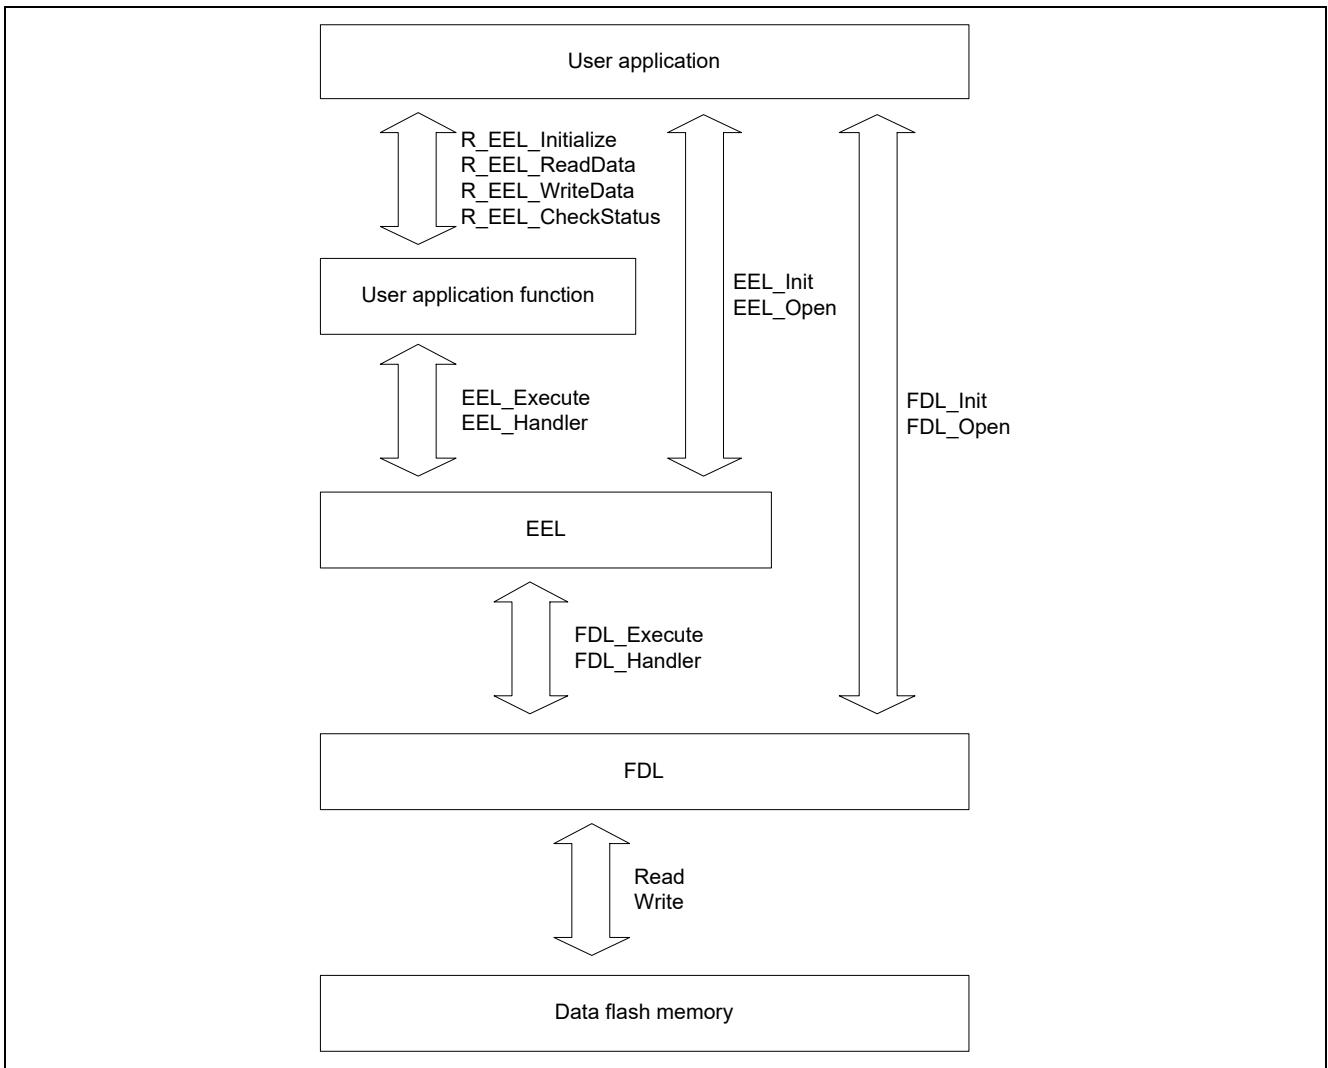 User application
R_EEL_Initialize
R_EEL_ReadData
R_EEL_WriteData
R_EEL_CheckStatus
User application function
EEL_Init
EEL_Open
EEL_Execute
EEL_Handler
FDL_Init
FDL_Open
EEL
FDL_Execute
FDL_Handler
FDL
Read
Write
Data flash memory